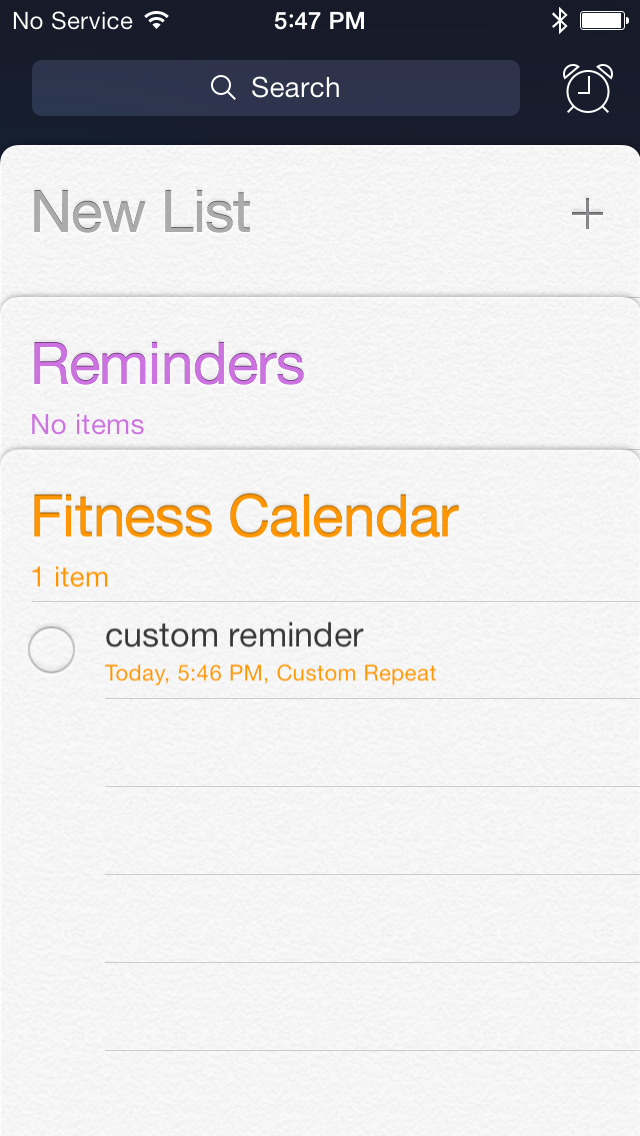 No Service 5:47 PM
Search
New List
Reminders
No items
Fitness Calendar
1 item
custom reminder
Today, 5:46 PM, Custom Repeat